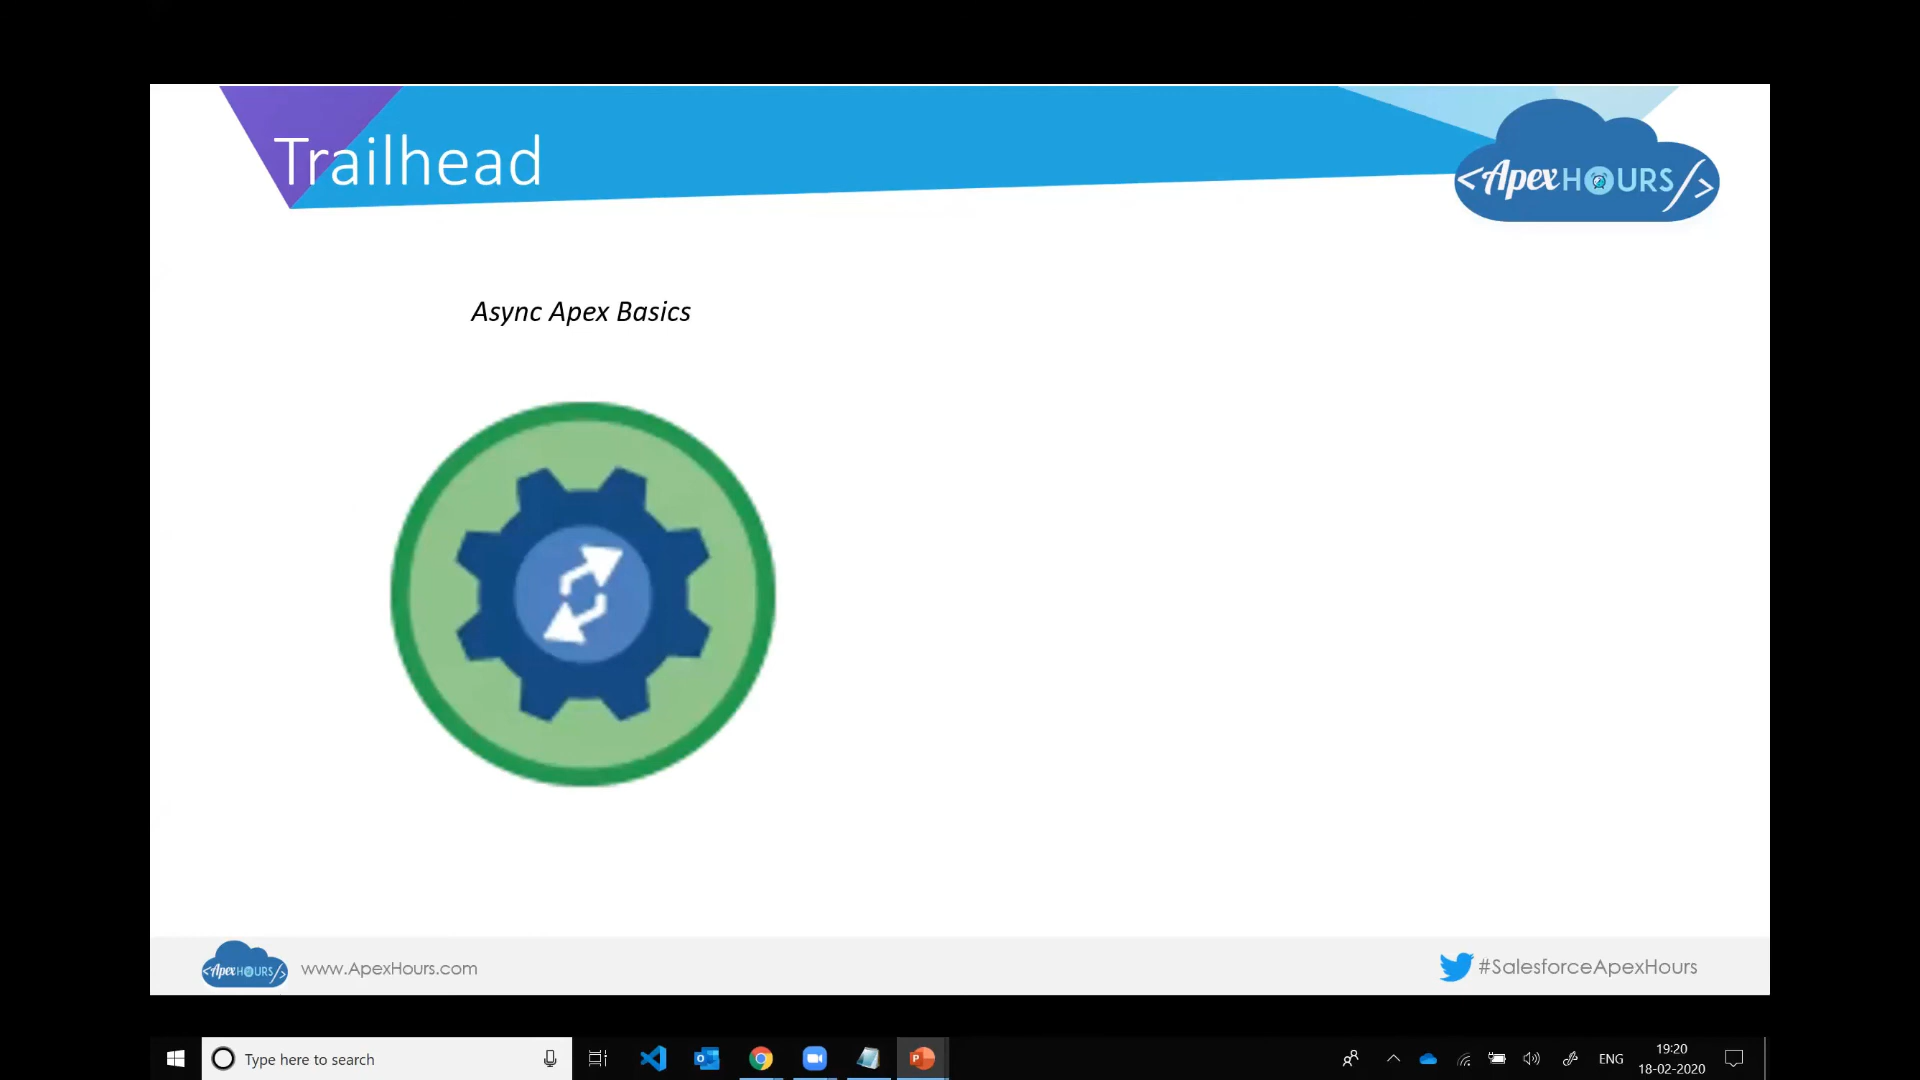 Trailhead
<ApexHOURS/>
Async Apex Basics
<ApexHOURS/>
www.ApexHours.com
#SalesforceApexHours
Type here to search
ENG
19:20
18-02-2020